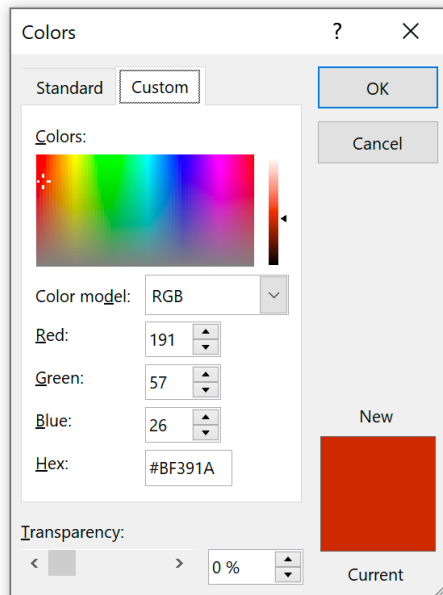 Colors ?
Standard Custom
OK
Cancel
Colors:
Color model: RGB
Red: 191
Green: 57
Blue: 26
Hex: #BF391A
New
Current
Transparency:
0 %